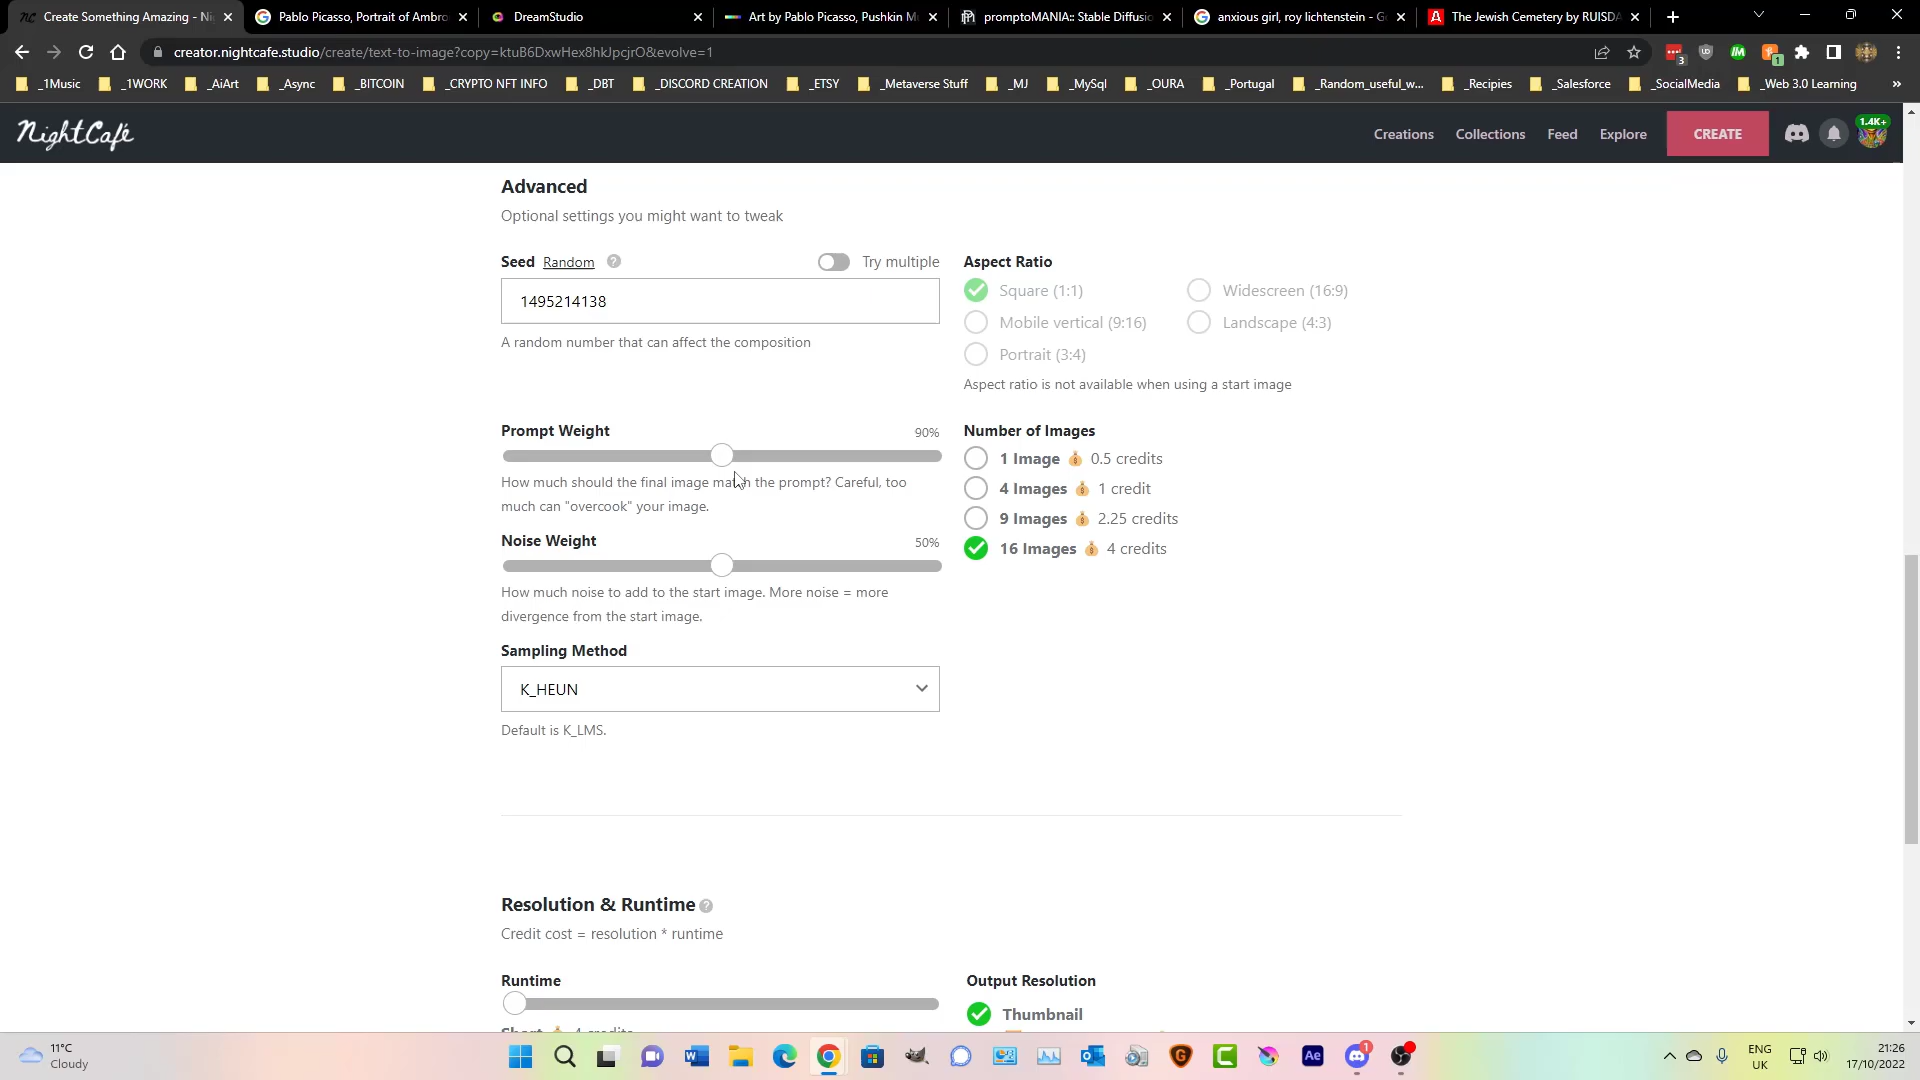 Create Something Amazing - Ni
Pablo Picasso, Portrait of Ambro
DreamStudio
Art by Pablo Picasso, Pushkin Mu
promptoMANIA:: Stable Diffusio
anxious girl, roy lichtenstein - G
The Jewish Cemetery by RUISDA
creator.nightcafe.studio/create/text-to-image?copy=ktuB6DxwHex8hkJpcjrO&evolve=1
3
1
_1Music
_1WORK
_AiArt
_Async
_BITCOIN
_CRYPTO NFT INFO
_DBT
_DISCORD CREATION
_ETSY
_Metaverse Stuff
_MJ
_MySql
_OURA
_Portugal
_Random_useful_w...
_Recipies
_Salesforce
_SocialMedia
_Web 3.0 Learning
»
NightCafé
Creations
Collections
Feed
Explore
CREATE
1.4K+
Advanced
Optional settings you might want to tweak
Seed Random
Try multiple
1495214138
A random number that can affect the composition
Aspect Ratio
Square (1:1)
Widescreen (16:9)
Mobile vertical (9:16)
Landscape (4:3)
Portrait (3:4)
Aspect ratio is not available when using a start image
Prompt Weight
90%
How much should the final image match the prompt? Careful, too
much can "overcook" your image.
Number of Images
1 Image 0.5 credits
4 Images 1 credit
9 Images 2.25 credits
16 Images 4 credits
Noise Weight
50%
How much noise to add to the start image. More noise = more
divergence from the start image.
Sampling Method
K_HEUN
Default is K_LMS.
Resolution & Runtime
Credit cost = resolution * runtime
Runtime
Short 4 credits
Output Resolution
Thumbnail
11°C
Cloudy
1
ENG
UK
21:26
17/10/2022